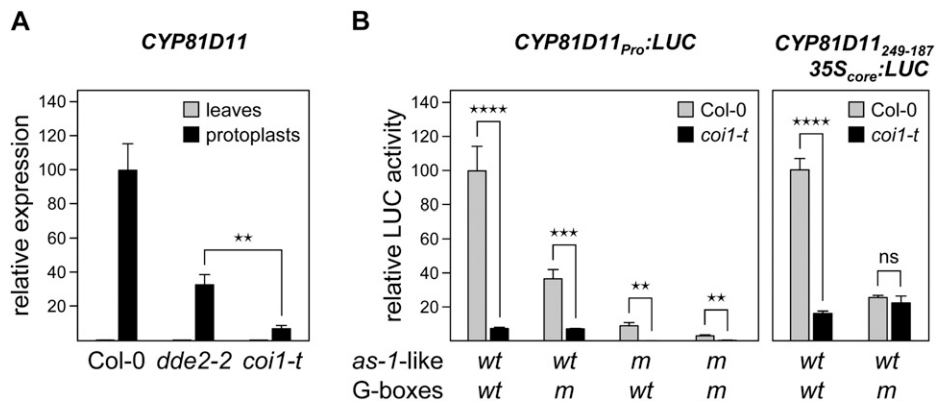 A
CYP81D11
140
120
100
80
60
40
20
relative expression
leaves
protoplasts
★★
Col-0 dde2-2 coi1-t
B
CYP81D11Pro:LUC
140
120
100
80
60
40
20
relative LUC activity
Col-0
coi1-t
★★★★
★★★
★★
★★
CYP81D11249-187
35Score:LUC
Col-0
coi1-t
★★★★
ns
as-1-like wt wt m m wt wt
G-boxes wt m wt m wt m